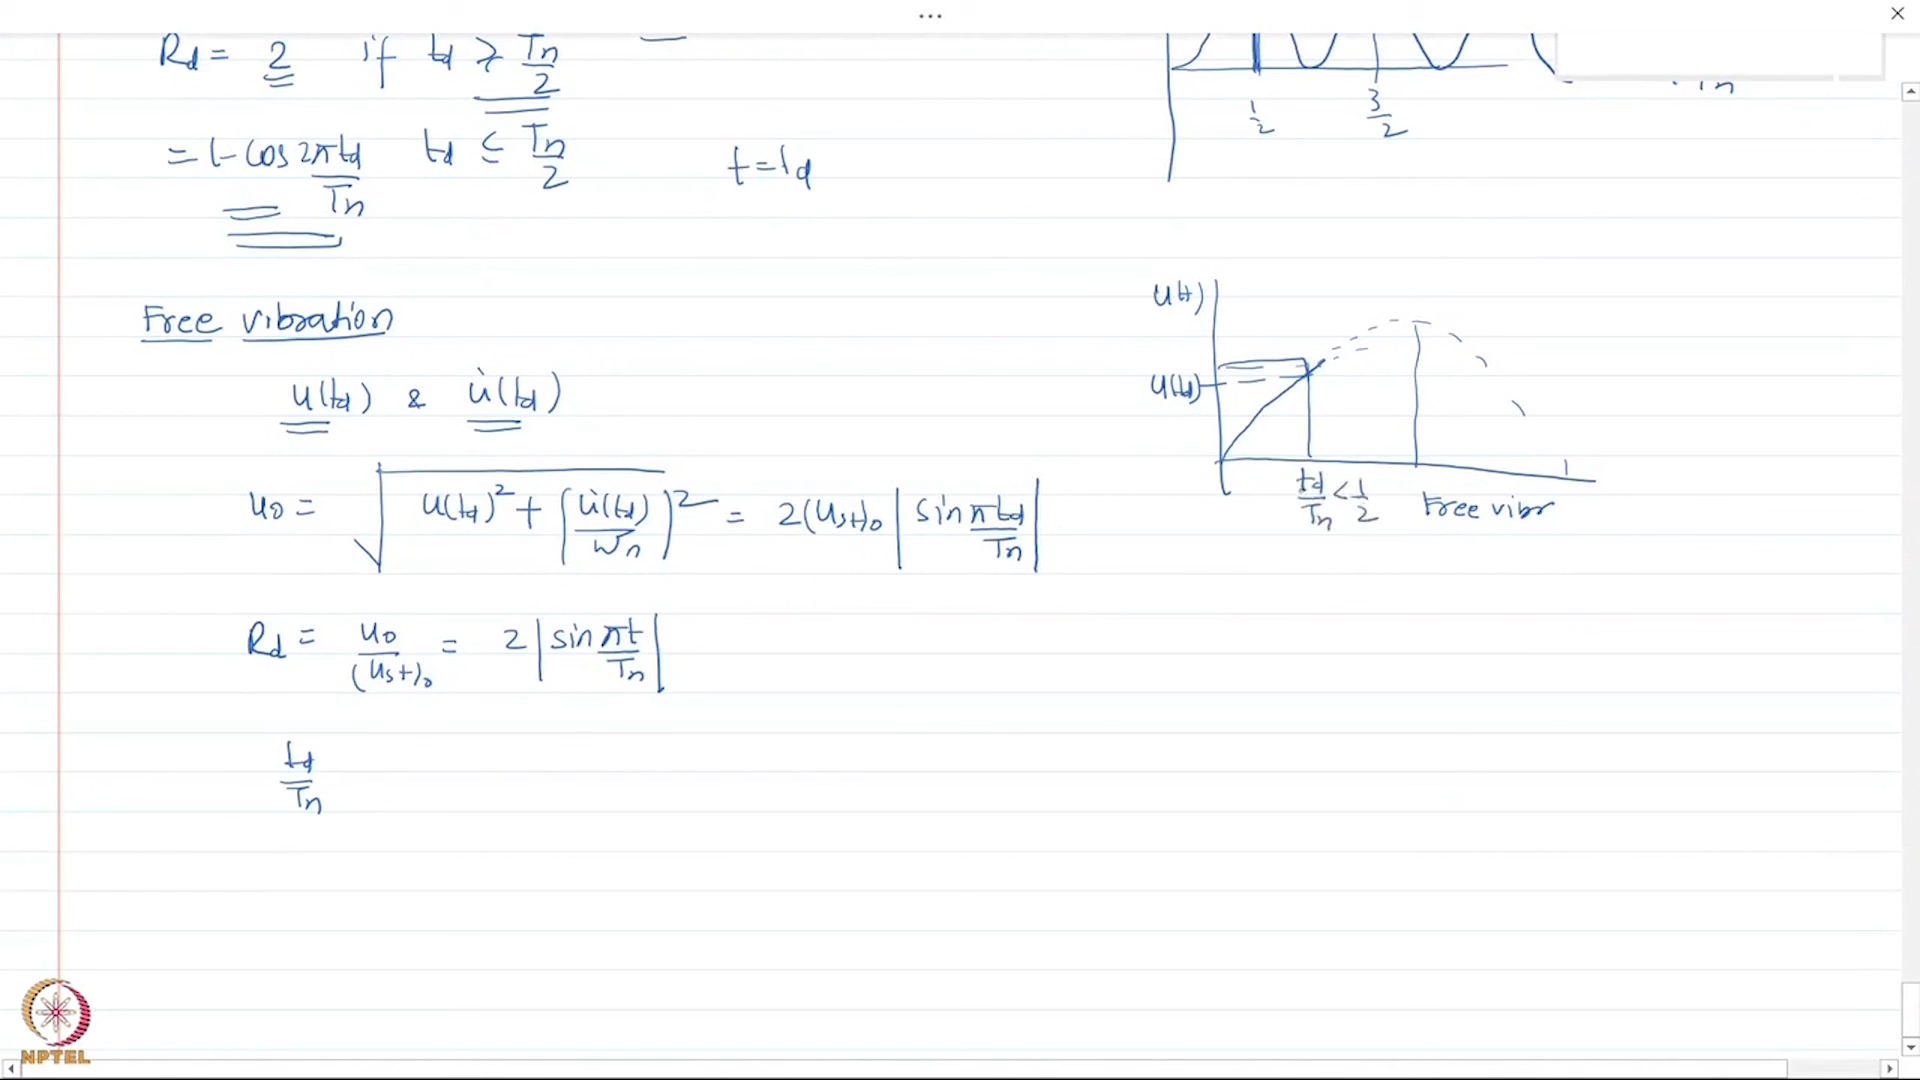 ...
Rd = 2 if td ≥ Tn/2
= 1 - cos 2πtd/Tn td ≤ Tn/2 t = td
1/2 3/2 Tn
Free vibration
u(td) & u̇(td)
u0 = √(u(td)² + (u̇(td)/ωn)²) = 2(ust)0 |sin πtd/Tn|
Rd = u0/(ust)0 = 2 |sin πt/Tn|
td/Tn
u(t)
u(td)
td/Tn < 1/2 Free vibr
NPTEL